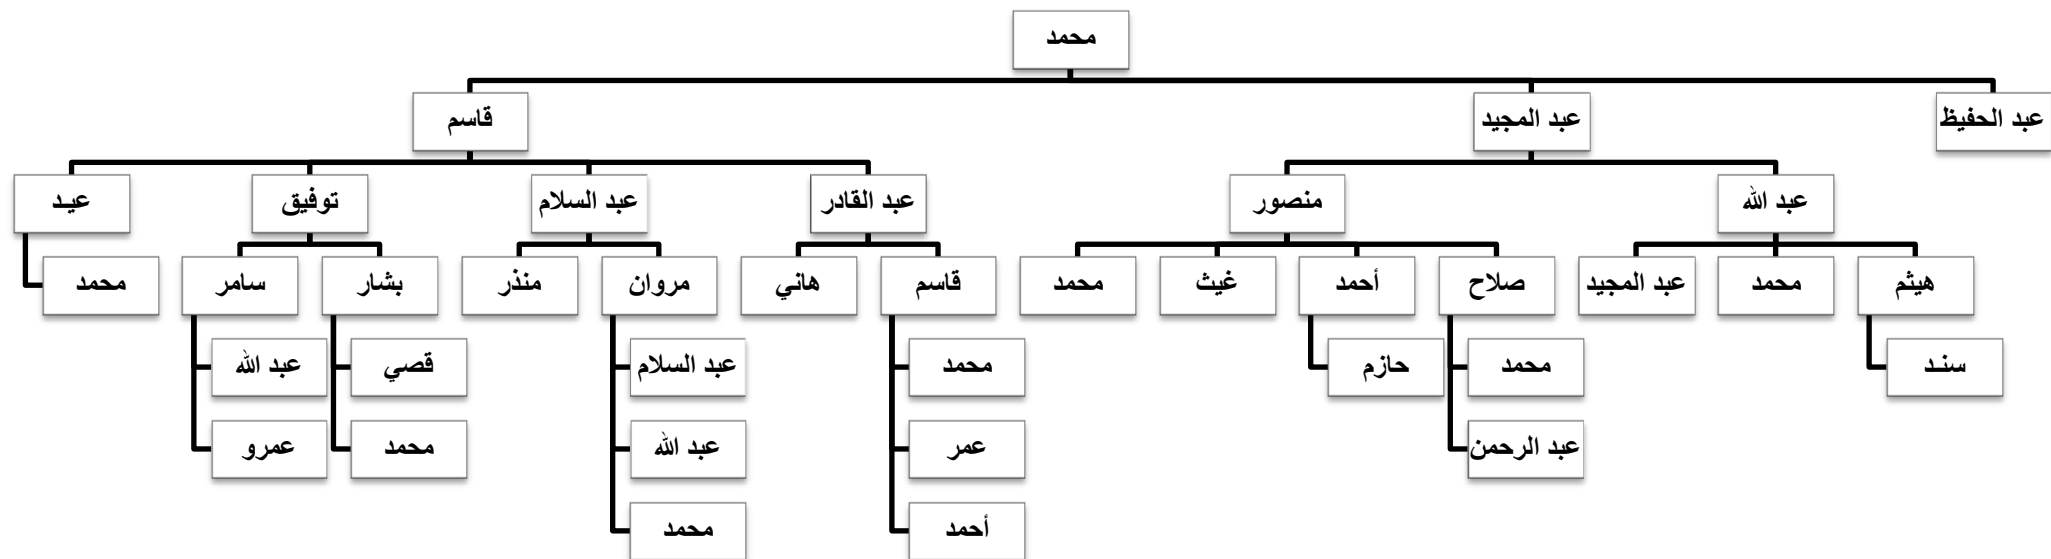 محمد
عبد الحفيظ
عبد المجيد
قاسم
عبد الله
منصور
عبد القادر
عبد السلام
توفيق
عيد
هيثم
محمد
عبد المجيد
صلاح
أحمد
غيث
محمد
قاسم
هاني
مروان
منذر
بشار
سامر
محمد
سند
محمد
حازم
محمد
عبد السلام
قصي
عبد الله
عبد الرحمن
عمر
عبد الله
محمد
عمرو
أحمد
محمد